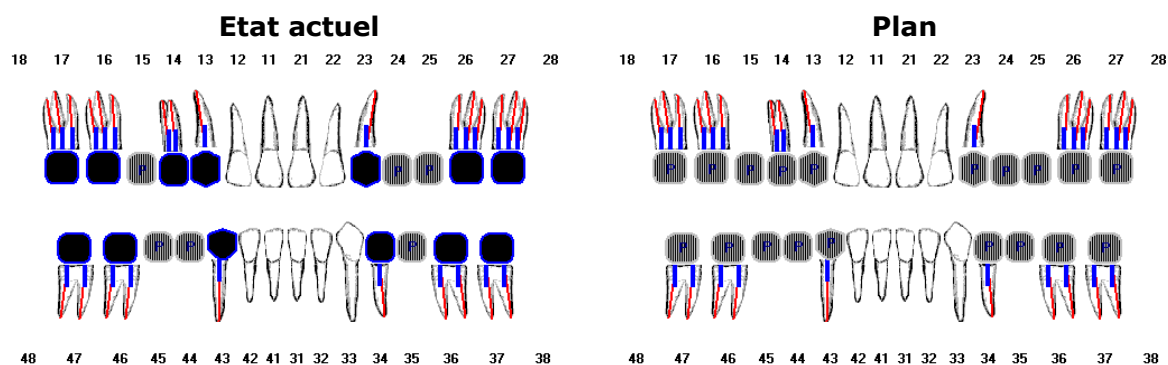 Etat actuel Plan
18 17 16 15 14 13 12 11 21 22 23 24 25 26 27 28 18 17 16 15 14 13 12 11 21 22 23 24 25 26 27 28
P P P P P P P P P P P P P P P
P P P P P P P P P P P P P
48 47 46 45 44 43 42 41 31 32 33 34 35 36 37 38 48 47 46 45 44 43 42 41 31 32 33 34 35 36 37 38